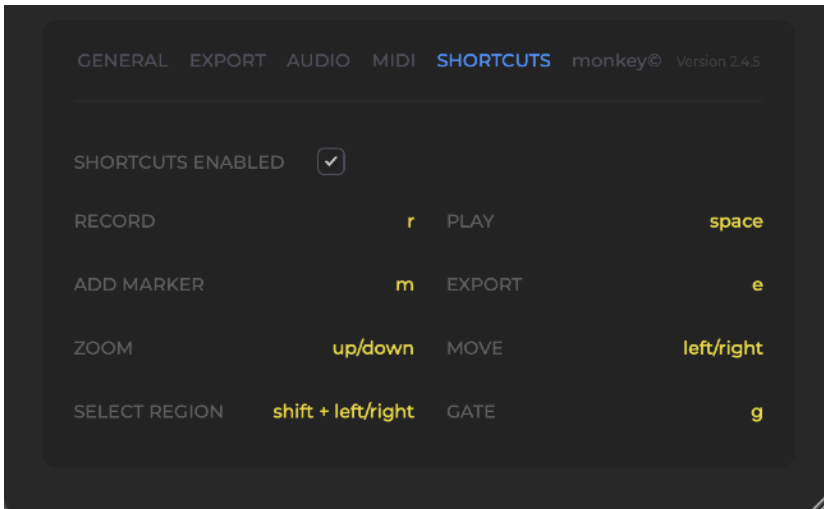 GENERAL EXPORT AUDIO MIDI SHORTCUTS monkey© Version 2.4.5
SHORTCUTS ENABLED
RECORD r PLAY space
ADD MARKER m EXPORT e
ZOOM up/down MOVE left/right
SELECT REGION shift + left/right GATE g